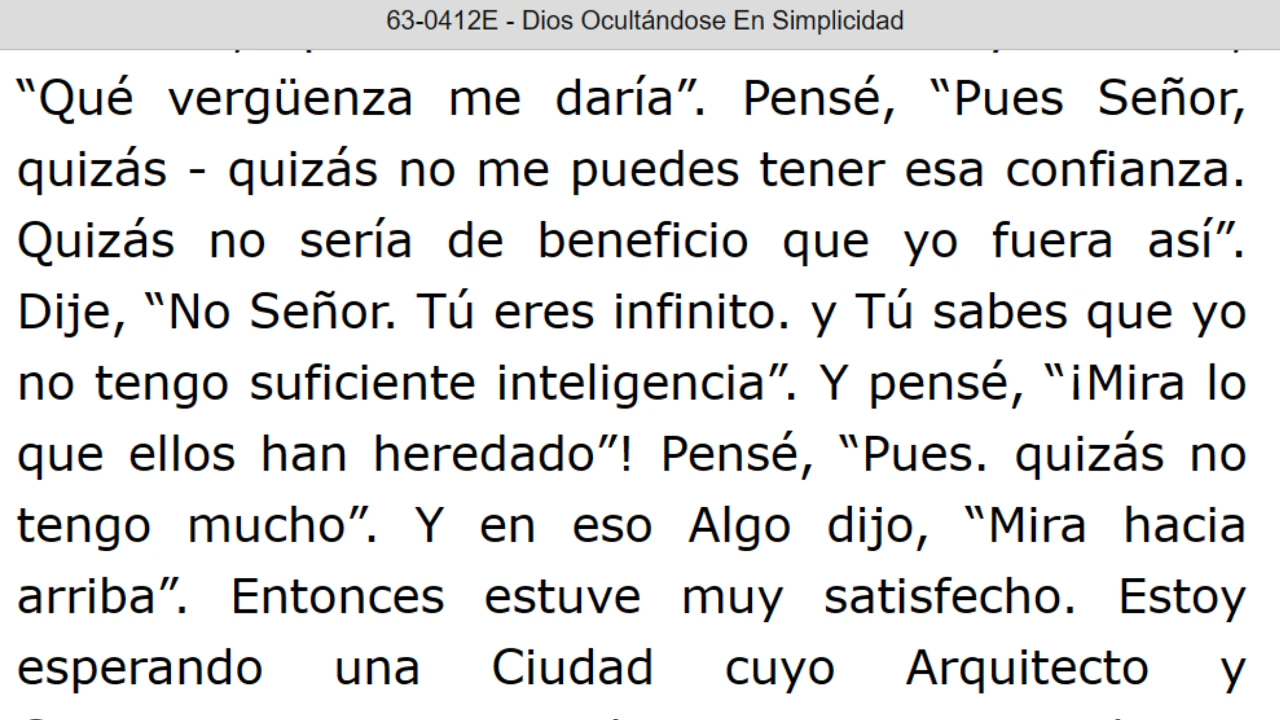 63-0412E - Dios Ocultándose En Simplicidad
“Qué vergüenza me daría”. Pensé, “Pues Señor,
quizás - quizás no me puedes tener esa confianza.
Quizás no sería de beneficio que yo fuera así”.
Dije, “No Señor. Tú eres infinito. y Tú sabes que yo
no tengo suficiente inteligencia”. Y pensé, “¡Mira lo
que ellos han heredado”! Pensé, “Pues. quizás no
tengo mucho”. Y en eso Algo dijo, “Mira hacia
arriba”. Entonces estuve muy satisfecho. Estoy
esperando una Ciudad cuyo Arquitecto y